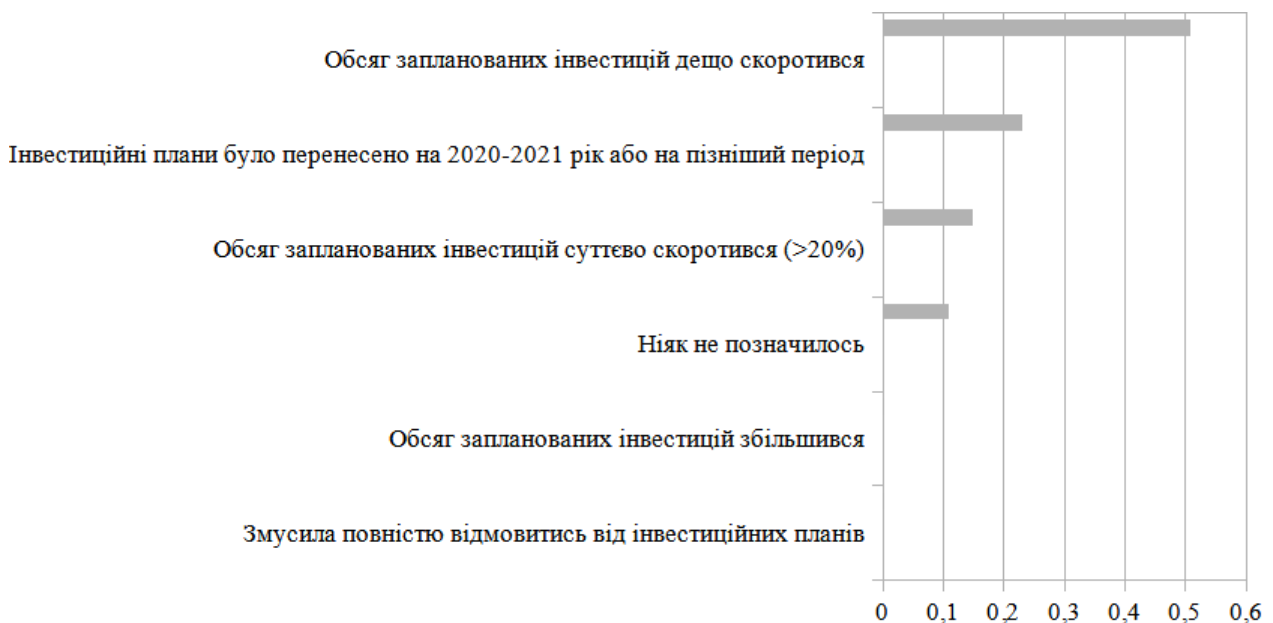 Обсяг запланованих інвестицій дещо скоротився
Інвестиційні плани було перенесено на 2020-2021 рік або на пізніший період
Обсяг запланованих інвестицій суттєво скоротився (>20%)
Ніяк не позначилось
Обсяг запланованих інвестицій збільшився
Змусила повністю відмовитись від інвестиційних планів
0 0,1 0,2 0,3 0,4 0,5 0,6